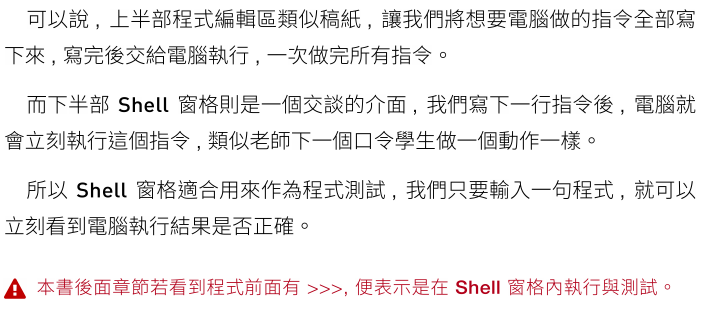 可以說 , 上半部程式編輯區類似稿紙 , 讓我們將想要電腦做的指令全部寫
下來 , 寫完後交給電腦執行 , 一次做完所有指令。
而下半部 Shell 窗格則是一個交談的介面 , 我們寫下一行指令後 , 電腦就
會立刻執行這個指令 , 類似老師下一個口令學生做一個動作一樣。
所以 Shell 窗格適合用來作為程式測試 , 我們只要輸入一句程式 , 就可以
立刻看到電腦執行結果是否正確。
本書後面章節若看到程式前面有 >>>, 便表示是在 Shell 窗格內執行與測試。